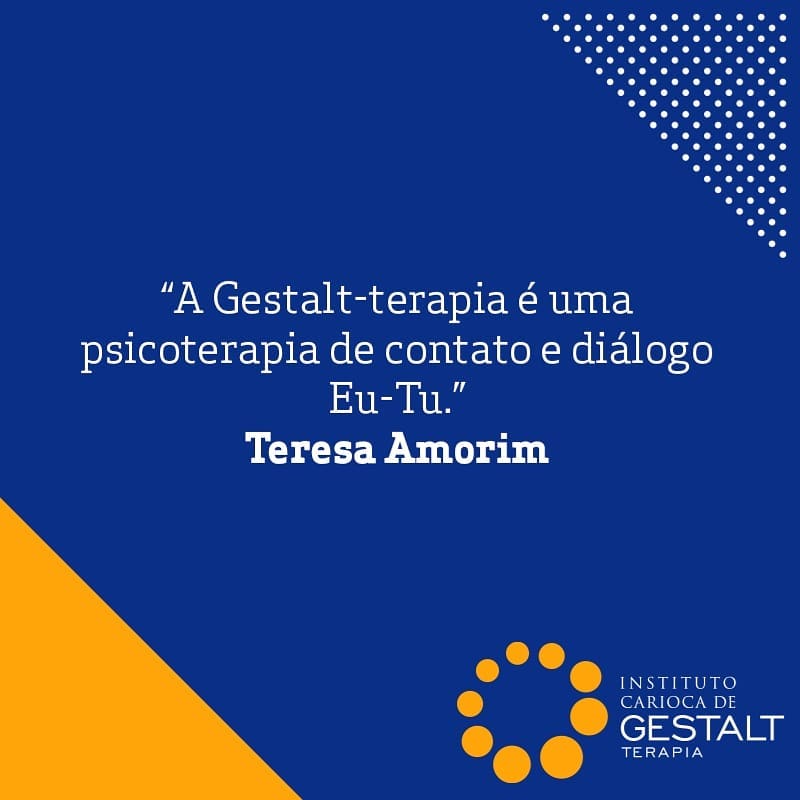 “A Gestalt-terapia é uma
psicoterapia de contato e diálogo
Eu-Tu.”
Teresa Amorim
INSTITUTO
CARIOCA DE
GESTALT
TERAPIA